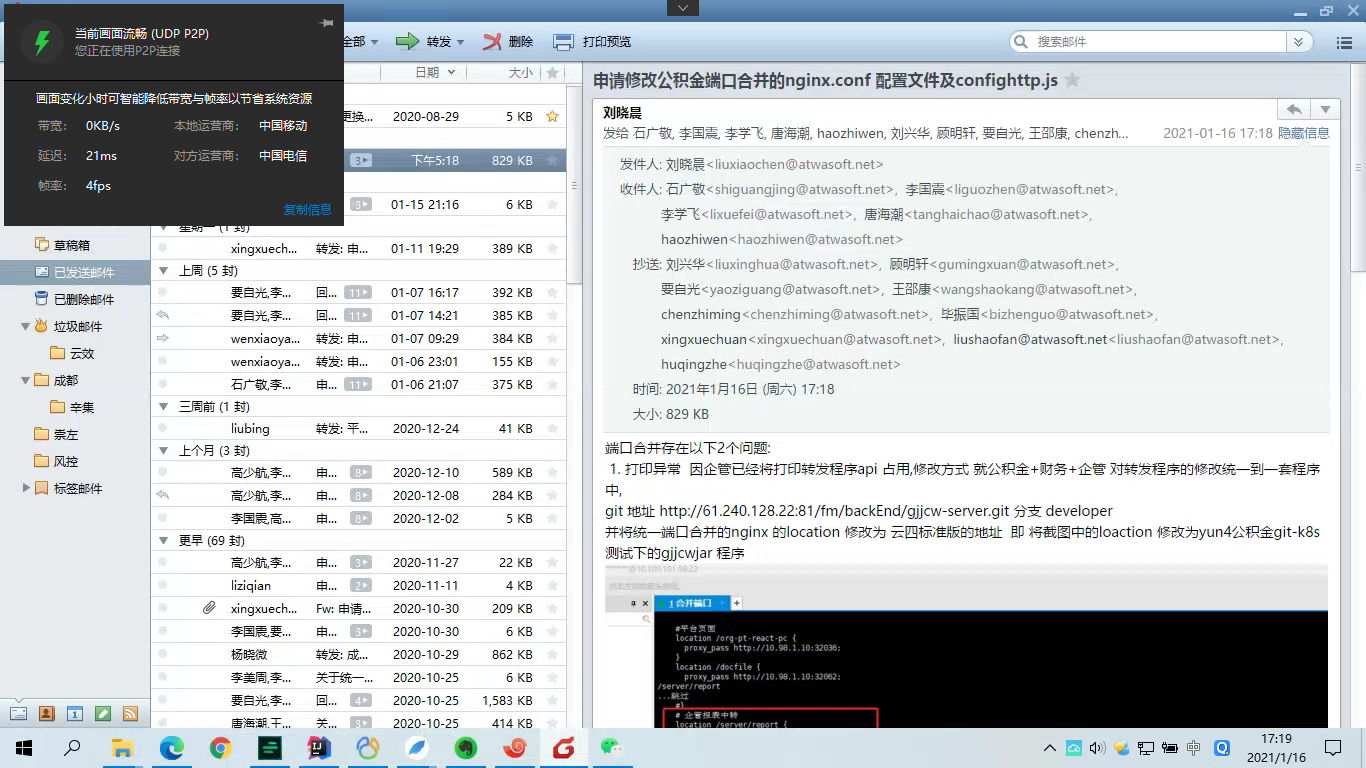 当前画面流畅 (UDP P2P)
您正在使用P2P连接
画面变化小时可智能降低带宽与帧率以节省系统资源
带宽: 0KB/s 本地运营商: 中国移动
延迟: 21ms 对方运营商: 中国电信
帧率: 4fps
复制信息
全部 转发 删除 打印预览
搜索邮件
草稿箱
已发送邮件
已删除邮件
垃圾邮件
云效
成都
辛集
崇左
风控
标签邮件
日期 大小
更换... 2020-08-29 5 KB
3 下午5:18 829 KB
3 01-15 21:16 6 KB
星期一 (1 封)
xingxuech... 转发: 申... 01-11 19:29 389 KB
上周 (5 封)
要自光,李... 回... 11 01-07 16:17 392 KB
要自光,李... 回... 11 01-07 14:21 385 KB
wenxiaoya... 转发: 申... 01-07 09:29 384 KB
wenxiaoya... 转发: 申... 01-06 23:01 155 KB
石广敬,李... 申... 11 01-06 21:07 375 KB
三周前 (1 封)
liubing 转发: 平... 2020-12-24 41 KB
上个月 (3 封)
高少航,李... 申... 8 2020-12-10 589 KB
高少航,李... 申... 8 2020-12-08 284 KB
李国震,高... 申... 8 2020-12-02 5 KB
更早 (69 封)
高少航,李... 申... 3 2020-11-27 22 KB
liziqian 申... 2 2020-11-11 4 KB
xingxuech... Fw: 申请... 2020-10-30 209 KB
李国震,要... 申... 3 2020-10-30 6 KB
杨晓微 转发: 成... 2020-10-29 862 KB
李美周,李... 关于统一... 2020-10-25 6 KB
要自光,李... 回... 4 2020-10-25 1,583 KB
唐海潮,王... 关... 3 2020-10-25 414 KB
申请修改公积金端口合并的nginx.conf 配置文件及confighttp.js
刘晓晨
发给 石广敬, 李国震, 李学飞, 唐海潮, haozhiwen, 刘兴华, 顾明轩, 要自光, 王邵康, chenzh... 2021-01-16 17:18 隐藏信息
发件人: 刘晓晨<liuxiaochen@atwasoft.net>
收件人: 石广敬<shiguangjing@atwasoft.net>, 李国震<liguozhen@atwasoft.net>,
李学飞<lixuefei@atwasoft.net>, 唐海潮<tanghaichao@atwasoft.net>,
haozhiwen<haozhiwen@atwasoft.net>
抄送: 刘兴华<liuxinghua@atwasoft.net>, 顾明轩<gumingxuan@atwasoft.net>,
要自光<yaoziguang@atwasoft.net>, 王邵康<wangshaokang@atwasoft.net>,
chenzhiming<chenzhiming@atwasoft.net>, 毕振国<bizhenguo@atwasoft.net>,
xingxuechuan<xingxuechuan@atwasoft.net>, liushaofan@atwasoft.net<liushaofan@atwasoft.net>,
huqingzhe<huqingzhe@atwasoft.net>
时间: 2021年1月16日 (周六) 17:18
大小: 829 KB
端口合并存在以下2个问题:
1. 打印异常 因企管已经将打印转发程序api 占用,修改方式 就公积金+财务+企管 对转发程序的修改统一到一套程序
中,
git 地址 http://61.240.128.22:81/fm/backEnd/gjjcw-server.git 分支 developer
并将统一端口合并的nginx 的location 修改为 云四标准版的地址 即 将截图中的loaction 修改为yun4公积金git-k8s
测试下的gjjcwjar 程序
*******@10.100.101.98:22
1 合并端口
#平台页面
location /org-pt-react-pc {
proxy_pass http://10.98.1.10:32036;
}
location /docfile {
proxy_pass http://10.98.1.10:32062;
/server/report
...跳过
#}
# 企管报表中转
location /server/report {
中
17:19
2021/1/16